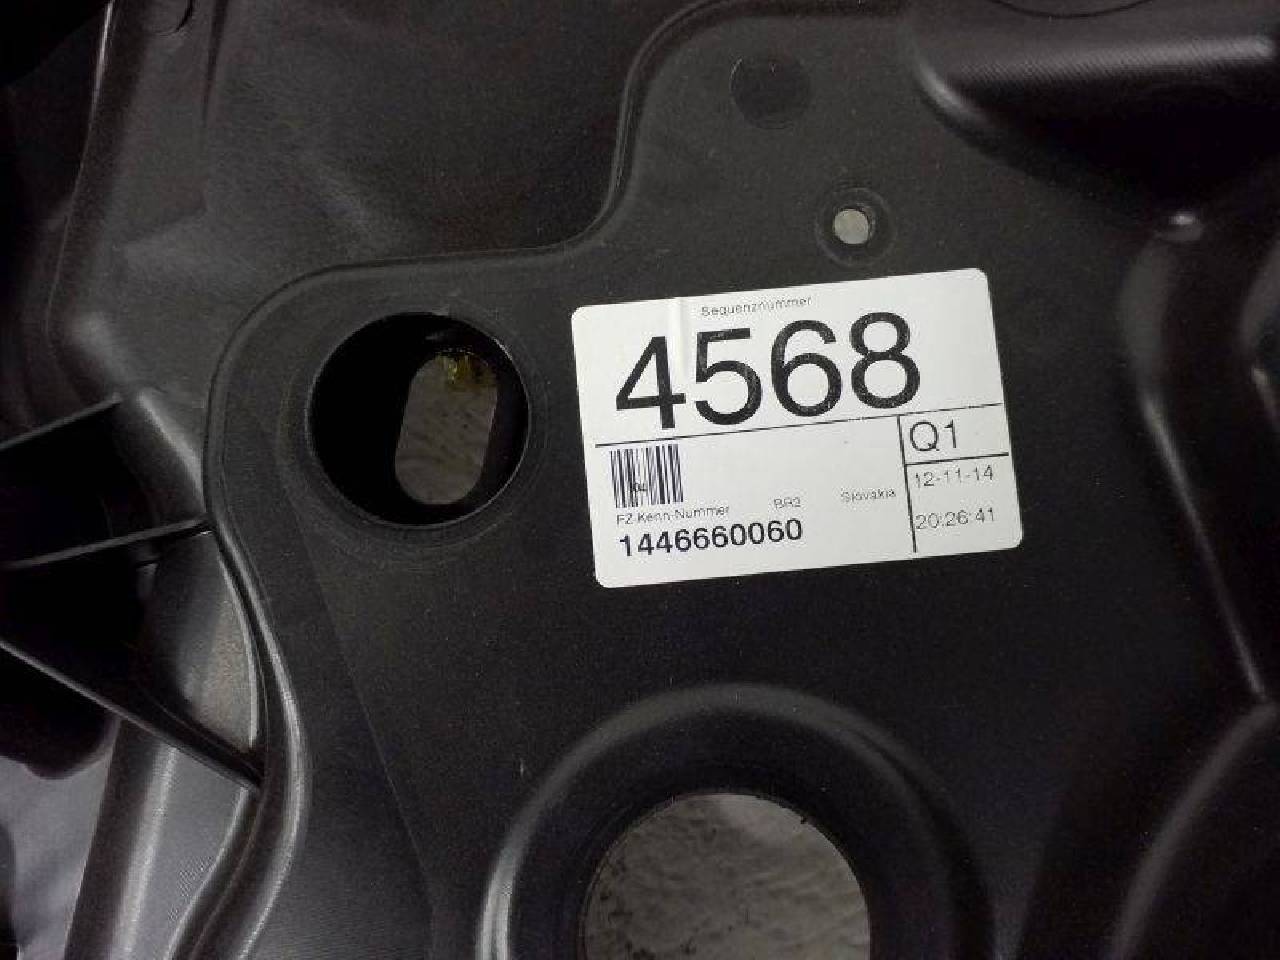 Sequenznummer
4568
Q1
12-11-14
FZ-Kenn-Nummer BR2 Slovakia
20:26:41
1446660060